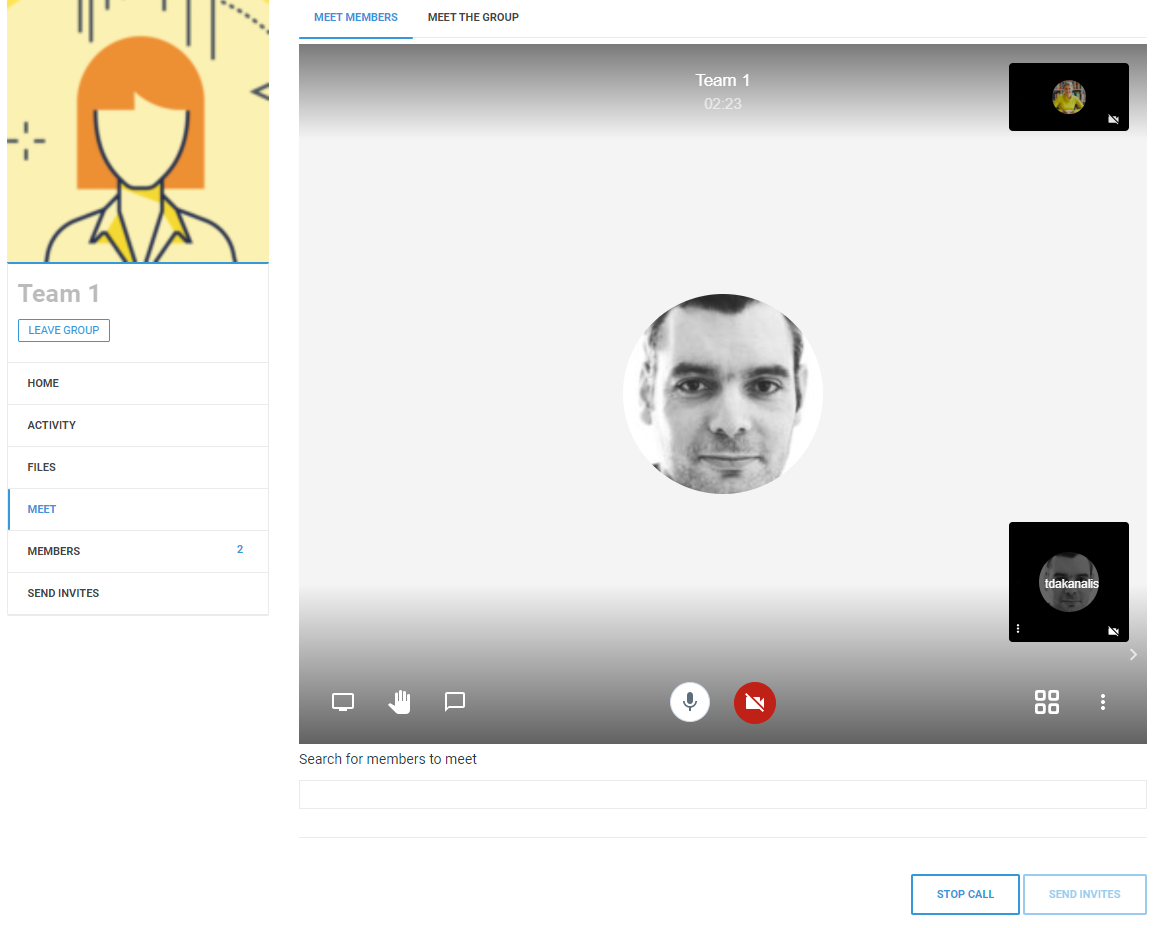 MEET MEMBERS
MEET THE GROUP
Team 1
02:23
Team 1
LEAVE GROUP
HOME
ACTIVITY
FILES
MEET
MEMBERS 2
SEND INVITES
tdakanalis
Search for members to meet
STOP CALL
SEND INVITES